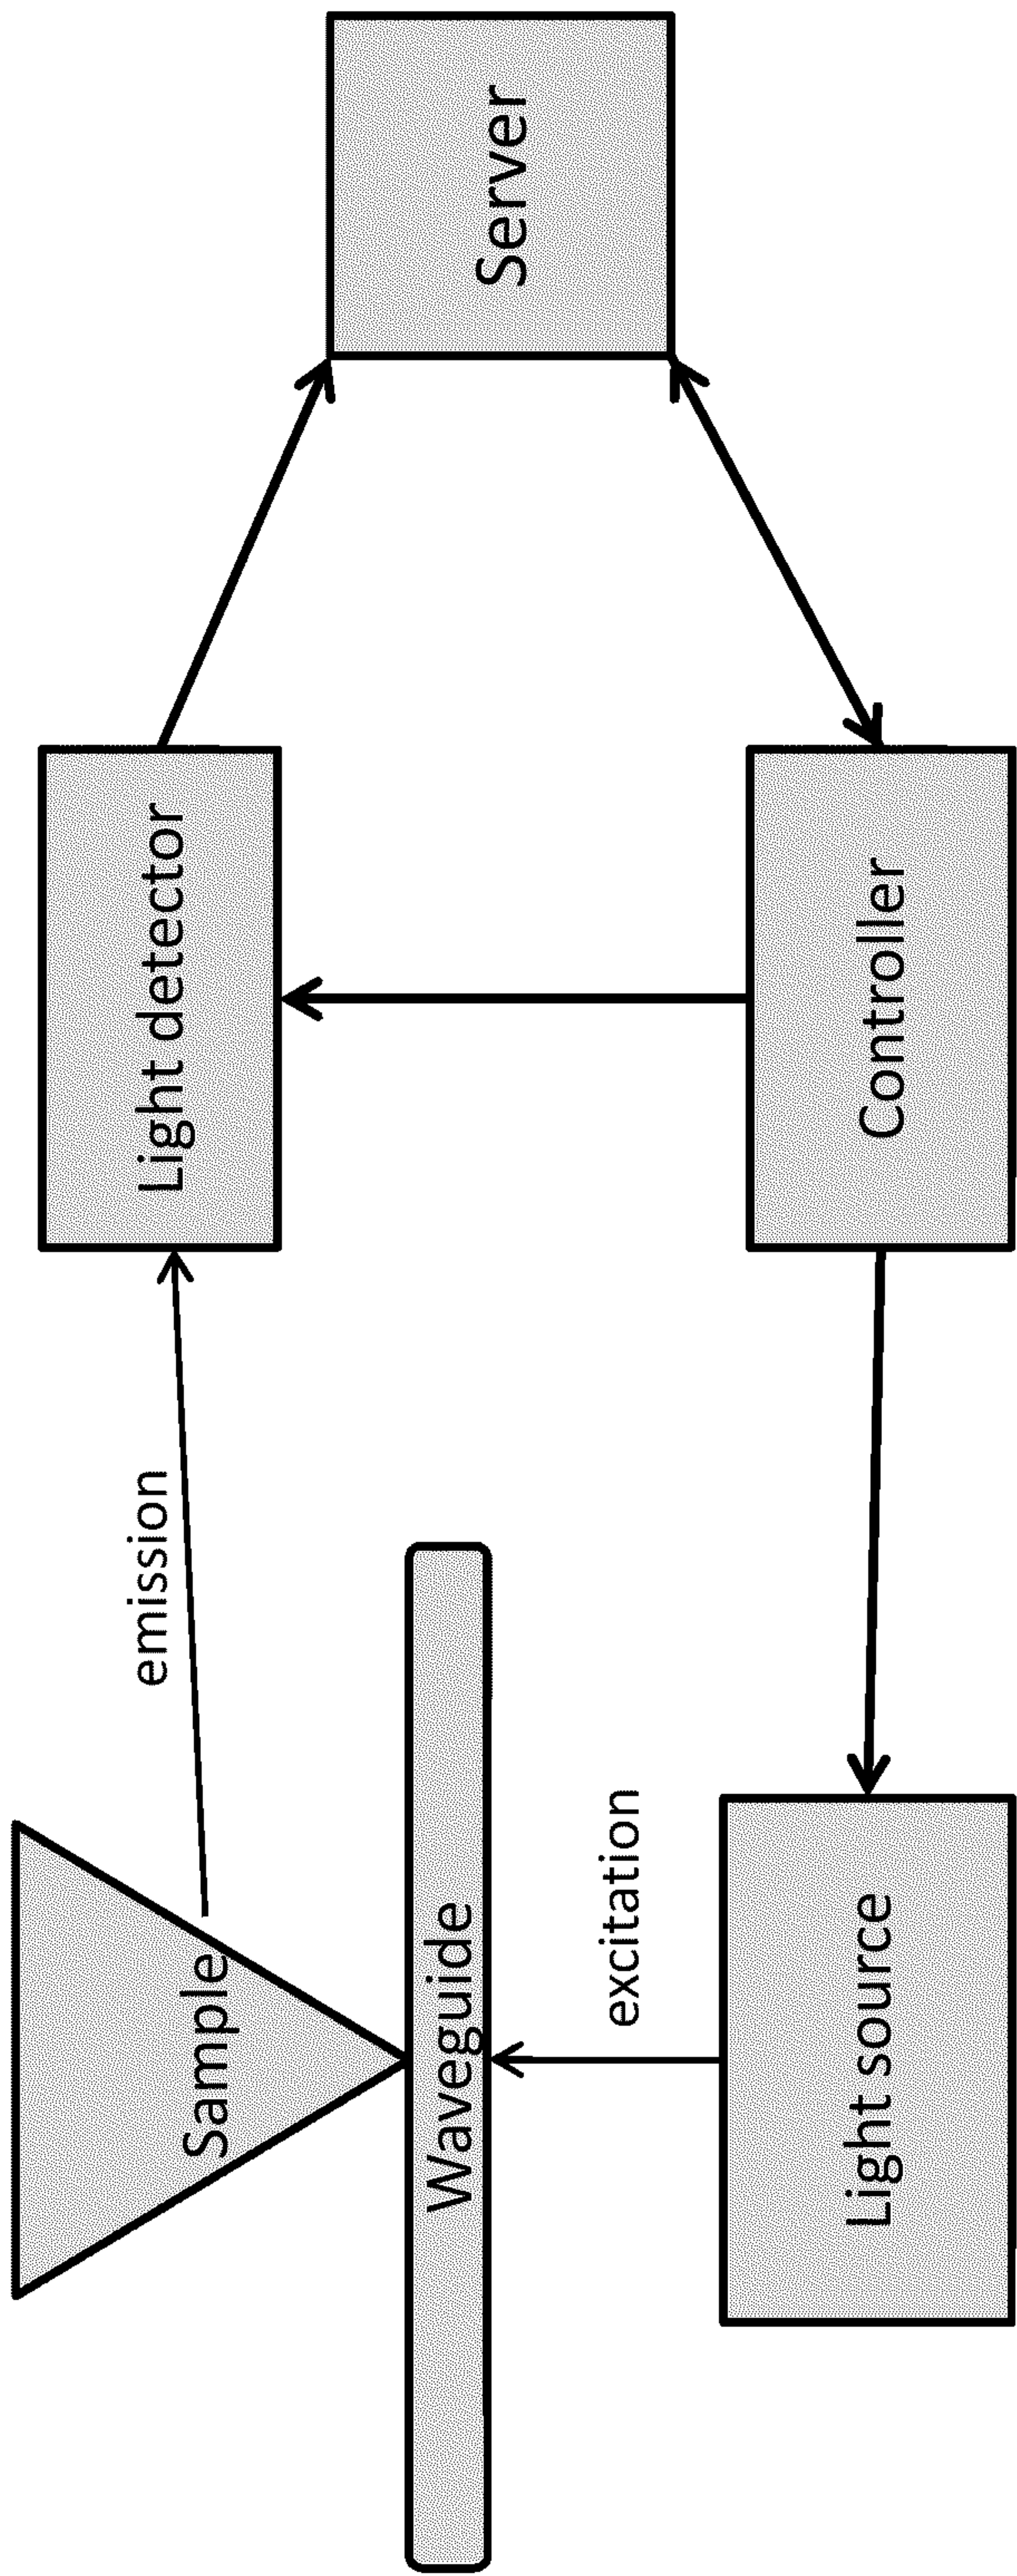 Sample
emission
Light detector
Server
Waveguide
excitation
Light source
Controller